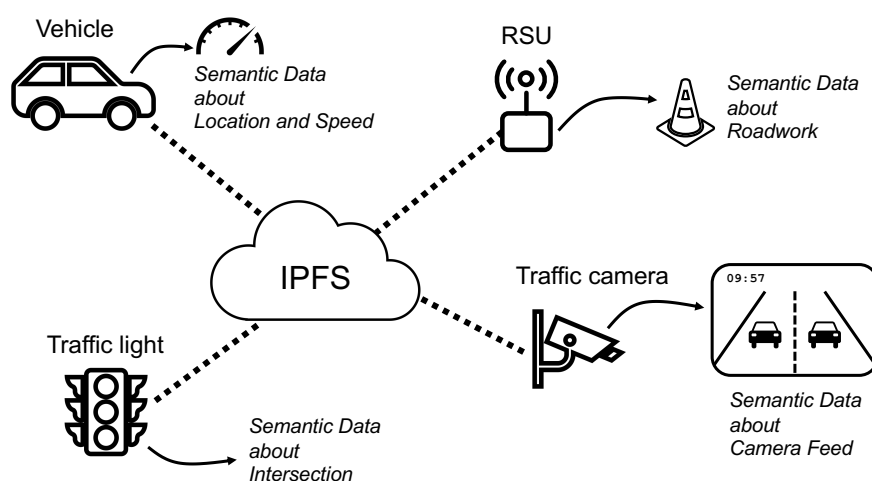 Vehicle
Semantic Data
about
Location and Speed
RSU
Semantic Data
about
Roadwork
IPFS
Traffic camera
09:57
Semantic Data
about
Camera Feed
Traffic light
Semantic Data
about
Intersection